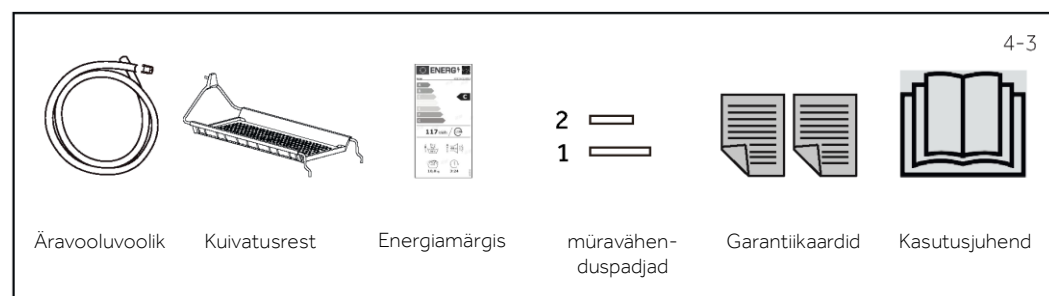 4-3
ENERG
C
117
2
1
Äravooluvoolik
Kuivatusrest
Energiamärgis
müravähen-
duspadjad
Garantiikaardid
Kasutusjuhend